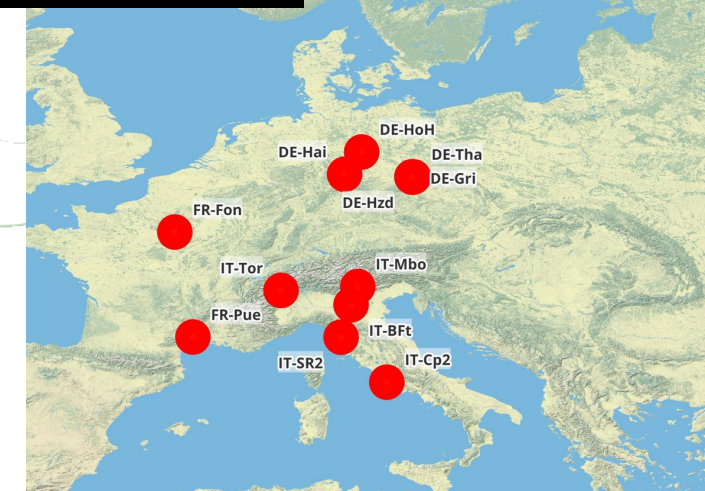 DE-HoH
DE-Hai
DE-Tha
DE-Gri
DE-Hzd
FR-Fon
IT-Tor
IT-Mbo
FR-Pue
IT-BFt
IT-SR2
IT-Cp2